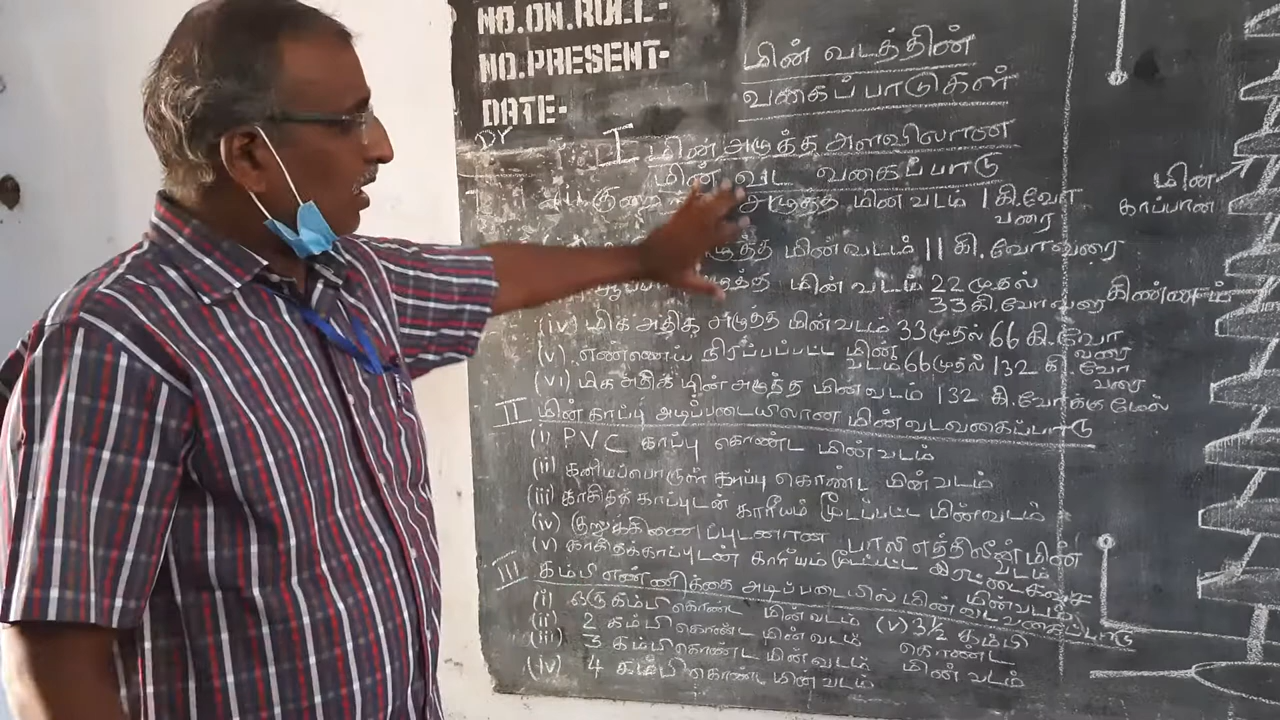 NO.ON.ROLL-
NO.PRESENT-
DATE-
மின் வடத்தின்
வகைப்பாடுகள்
I மின் அழுத்த அளவிலான
மின் வட வகைப்பாடு
அழுத்த மின்வடம் 1 கி.வோ
வரை
மின்வடம் 11 கி.வோ வரை
மின்வடம் 22 முதல்
33 கி.வோ வரை
(iv) மிக அதிக அழுத்த மின்வடம் 33 முதல் 66 கி.வோ
வரை
(v) எண்ணெய் நிரப்பப்பட்ட மின்
வடம் 66 முதல் 132 கி.வோ
வரை
(vi) மிக அதிக மின் அழுத்த மின்வடம் 132 கி.வோக்கு மேல்
II மின் காப்பு அடிப்படையிலான மின்வடவகைப்பாடு
(i) PVC காப்பு கொண்ட மின்வடம்
(ii) கனிமப்பொருள் காப்பு கொண்ட மின்வடம்
(iii) காகிதக் காப்புடன் காரீயம் மூடப்பட்ட மின்வடம்
(iv) குறுக்கிணைப்புடனான பாலி எத்திலீன் மின்
வடம்
(v) காகிதக்காப்புடன் காரீயம் மூடப்பட்ட இரட்டைகவச
மின்வடம்
III கம்பி எண்ணிக்கை அடிப்படையில் மின்வடவகைப்பாடு
(i) ஒரு கம்பி கொண்ட மின்வடம்
(ii) 2 கம்பி கொண்ட மின்வடம்
(iii) 3 கம்பி கொண்ட மின்வடம்
(iv) 4 கம்பி கொண்ட மின்வடம்
(v) 3½ கம்பி
கொண்ட
மின் வடம்
மின்
காப்பான்
கிண்ணம்